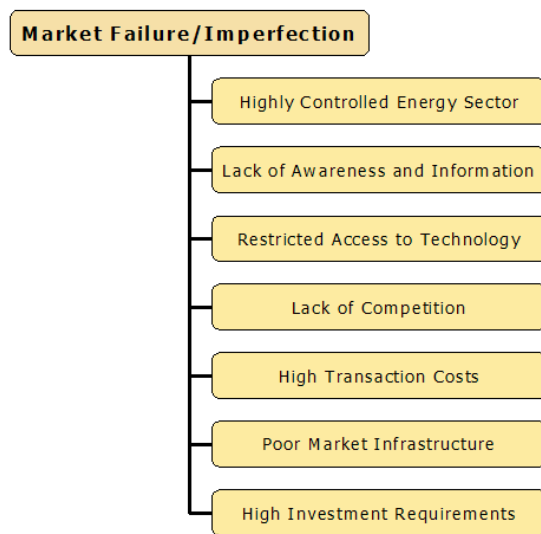 Market Failure/Imperfection
Highly Controlled Energy Sector
Lack of Awareness and Information
Restricted Access to Technology
Lack of Competition
High Transaction Costs
Poor Market Infrastructure
High Investment Requirements